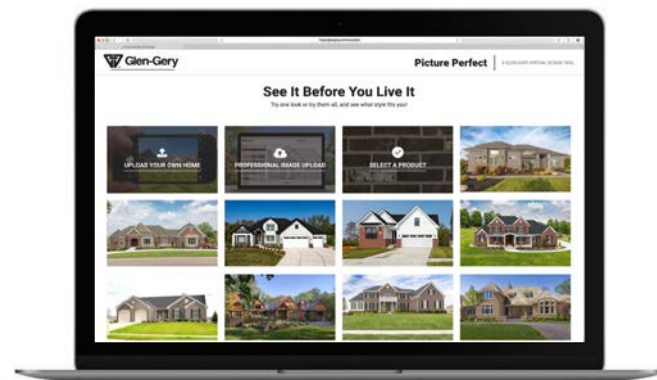 Glen-Gery
Picture Perfect
A GLEN-GERY VIRTUAL DESIGN TOOL
See It Before You Live It
Try one look or try them all, and see what style fits you!
UPLOAD YOUR OWN HOME
PROFESSIONAL IMAGE UPLOAD
SELECT A PRODUCT